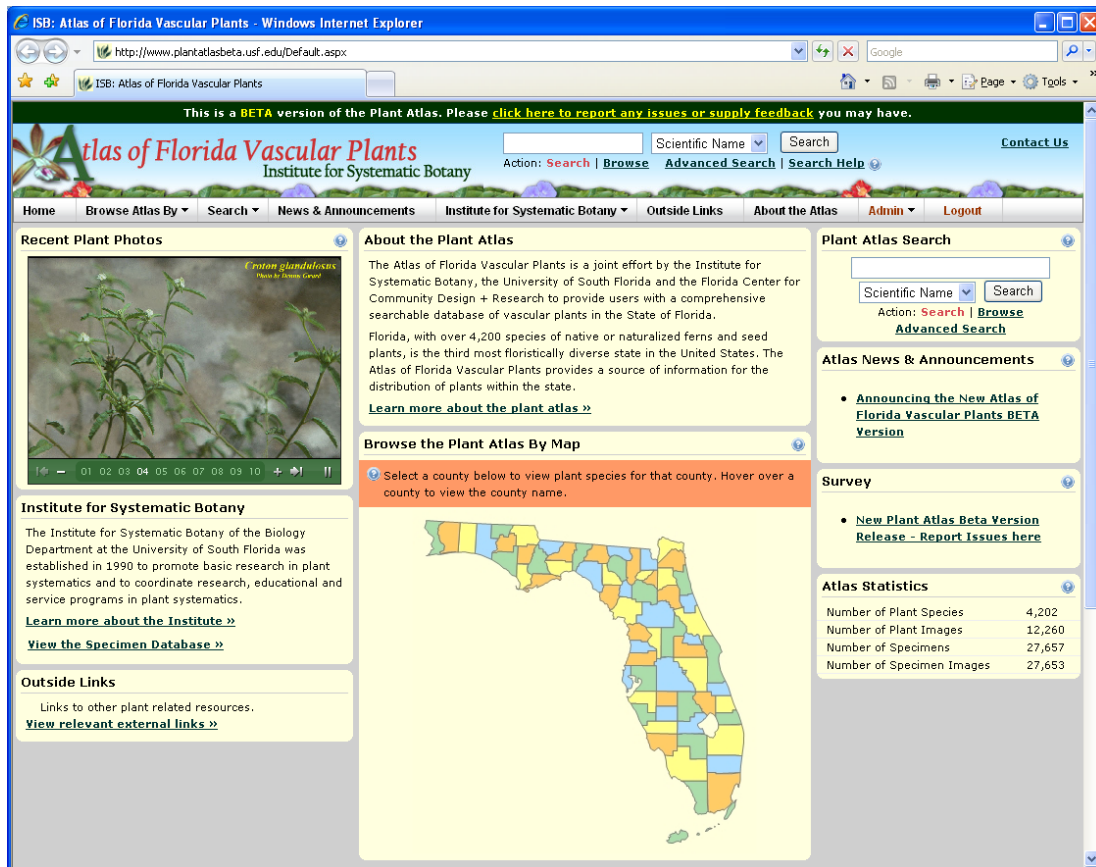 ISB: Atlas of Florida Vascular Plants - Windows Internet Explorer
http://www.plantatlasbeta.usf.edu/Default.aspx
Google
ISB: Atlas of Florida Vascular Plants
Page
Tools
»
This is a BETA version of the Plant Atlas. Please click here to report any issues or supply feedback you may have.
Atlas of Florida Vascular Plants
Institute for Systematic Botany
Scientific Name
Search
Action: Search | Browse Advanced Search | Search Help
Contact Us
Home Browse Atlas By Search News & Announcements Institute for Systematic Botany Outside Links About the Atlas Admin Logout
Recent Plant Photos
Croton glandulosus
Photo by Dennis Girard
01 02 03 04 05 06 07 08 09 10
Institute for Systematic Botany
The Institute for Systematic Botany of the Biology
Department at the University of South Florida was
established in 1990 to promote basic research in plant
systematics and to coordinate research, educational and
service programs in plant systematics.
Learn more about the Institute »
View the Specimen Database »
Outside Links
Links to other plant related resources.
View relevant external links »
About the Plant Atlas
The Atlas of Florida Vascular Plants is a joint effort by the Institute for
Systematic Botany, the University of South Florida and the Florida Center for
Community Design + Research to provide users with a comprehensive
searchable database of vascular plants in the State of Florida.
Florida, with over 4,200 species of native or naturalized ferns and seed
plants, is the third most floristically diverse state in the United States. The
Atlas of Florida Vascular Plants provides a source of information for the
distribution of plants within the state.
Learn more about the plant atlas »
Browse the Plant Atlas By Map
Select a county below to view plant species for that county. Hover over a
county to view the county name.
Plant Atlas Search
Scientific Name
Search
Action: Search | Browse
Advanced Search
Atlas News & Announcements
Announcing the New Atlas of
Florida Vascular Plants BETA
Version
Survey
New Plant Atlas Beta Version
Release - Report Issues here
Atlas Statistics
Number of Plant Species 4,202
Number of Plant Images 12,260
Number of Specimens 27,657
Number of Specimen Images 27,653